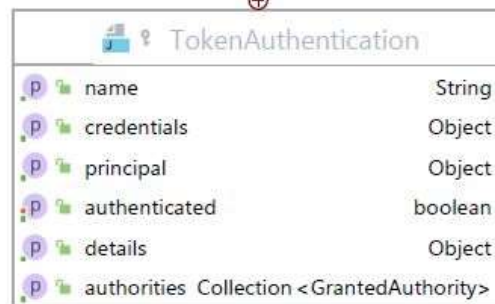 TokenAuthentication
name String
credentials Object
principal Object
authenticated boolean
details Object
authorities Collection<GrantedAuthority>